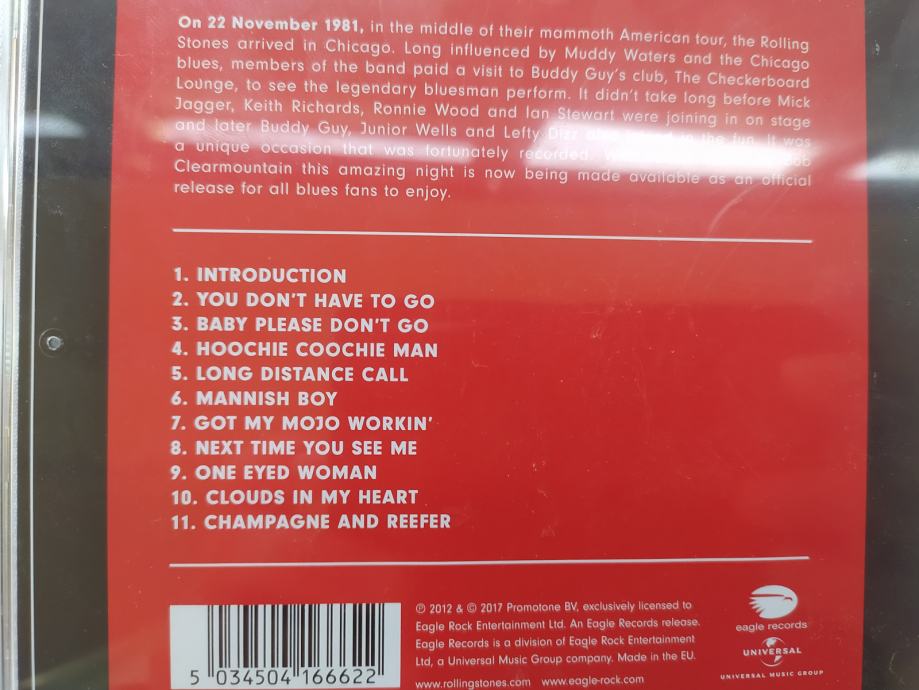 On 22 November 1981, in the middle of their mammoth American tour, the Rolling
Stones arrived in Chicago. Long influenced by Muddy Waters and the Chicago
blues, members of the band paid a visit to Buddy Guy's club, The Checkerboard
Lounge, to see the legendary bluesman perform. It didn't take long before Mick
Jagger, Keith Richards, Ronnie Wood and Ian Stewart were joining in on stage
and later Buddy Guy, Junior Wells and Lefty Dizz also joined in the fun. It was
a unique occasion that was fortunately recorded.
Clearmountain this amazing night is now being made available as an official
release for all blues fans to enjoy.
1. INTRODUCTION
2. YOU DON'T HAVE TO GO
3. BABY PLEASE DON'T GO
4. HOOCHIE COOCHIE MAN
5. LONG DISTANCE CALL
6. MANNISH BOY
7. GOT MY MOJO WORKIN'
8. NEXT TIME YOU SEE ME
9. ONE EYED WOMAN
10. CLOUDS IN MY HEART
11. CHAMPAGNE AND REEFER
℗ 2012 & © 2017 Promotone BV, exclusively licensed to
Eagle Rock Entertainment Ltd. An Eagle Records release.
Eagle Records is a division of Eagle Rock Entertainment
Ltd, a Universal Music Group company. Made in the EU.
www.rollingstones.com www.eagle-rock.com
5 034504 166622
eagle records
UNIVERSAL
UNIVERSAL MUSIC GROUP